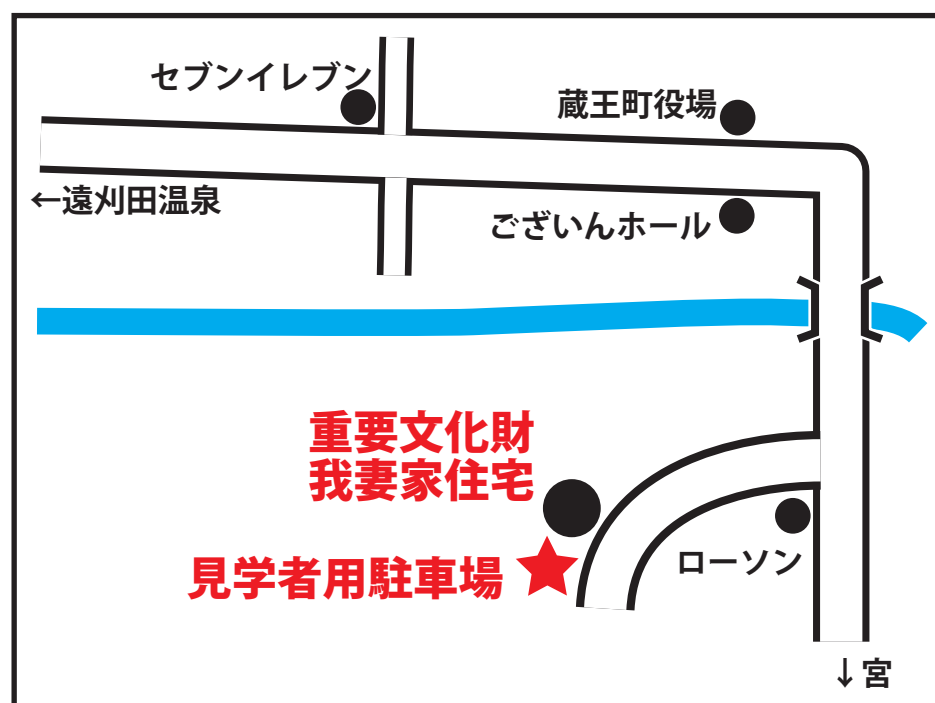 セブンイレブン
蔵王町役場
←遠刈田温泉
ございんホール
重要文化財
我妻家住宅
見学者用駐車場
ローソン
↓宮